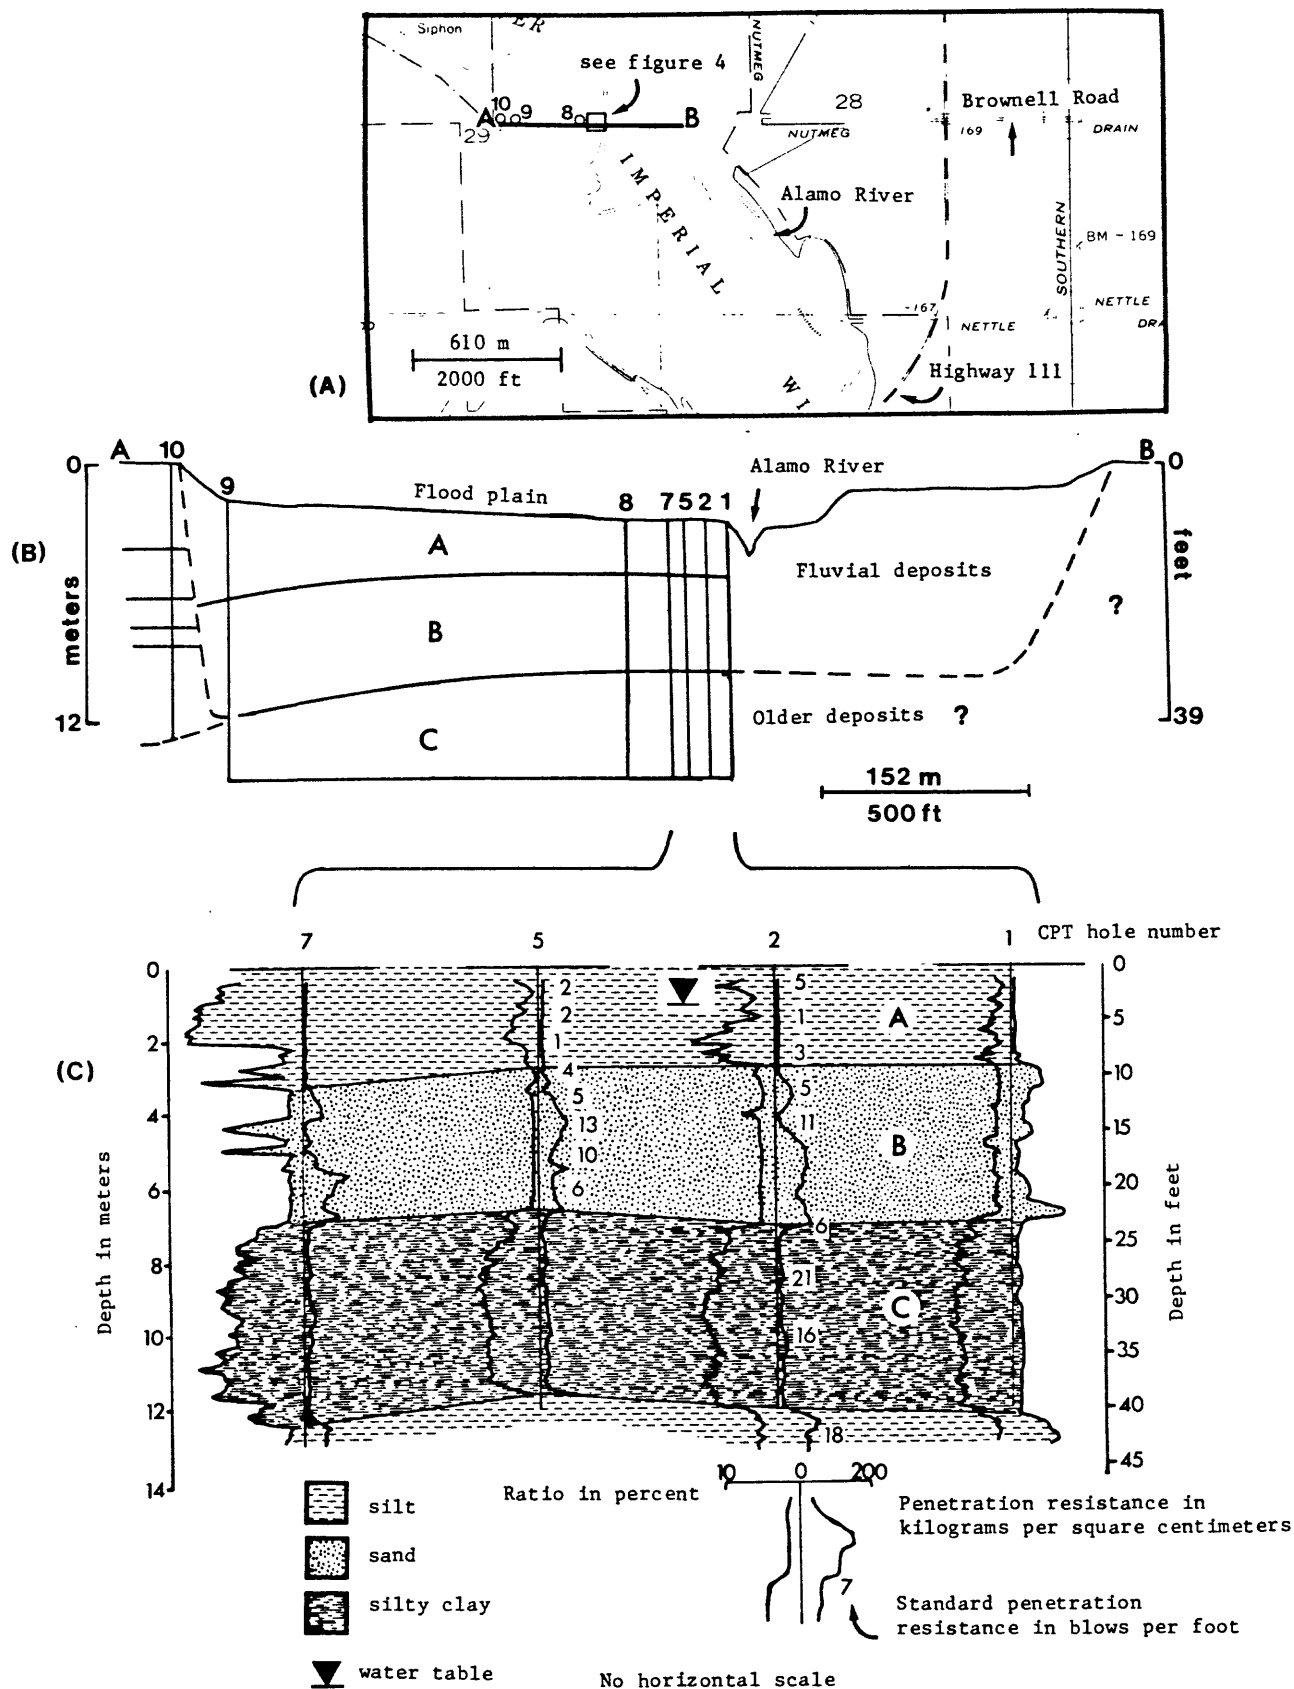 Siphon
ER
see figure 4
NUTMEG
A
10
9
8
B
28
29
NUTMEG
Brownell Road
169
DRAIN
IMPERIAL
Alamo River
SOUTHERN
BM - 169
-167
NETTLE
NETTLE
DRA
610 m
2000 ft
WI
Highway 111
(A)
A
10
B
0
0
9
Flood plain
8 7 5 2 1
Alamo River
(B)
A
Fluvial deposits
feet
meters
B
?
12
C
Older deposits ?
39
152 m
500 ft
7
5
2
1
CPT hole number
0
2
4
6
8
10
12
14
Depth in meters
(C)
2
2
1
4
5
13
10
6
5
1
3
5
11
6
21
16
18
A
B
C
0
5
10
15
20
25
30
35
40
45
Depth in feet
silt
sand
silty clay
water table
Ratio in percent
10 0 200
Penetration resistance in
kilograms per square centimeters
7
Standard penetration
resistance in blows per foot
No horizontal scale